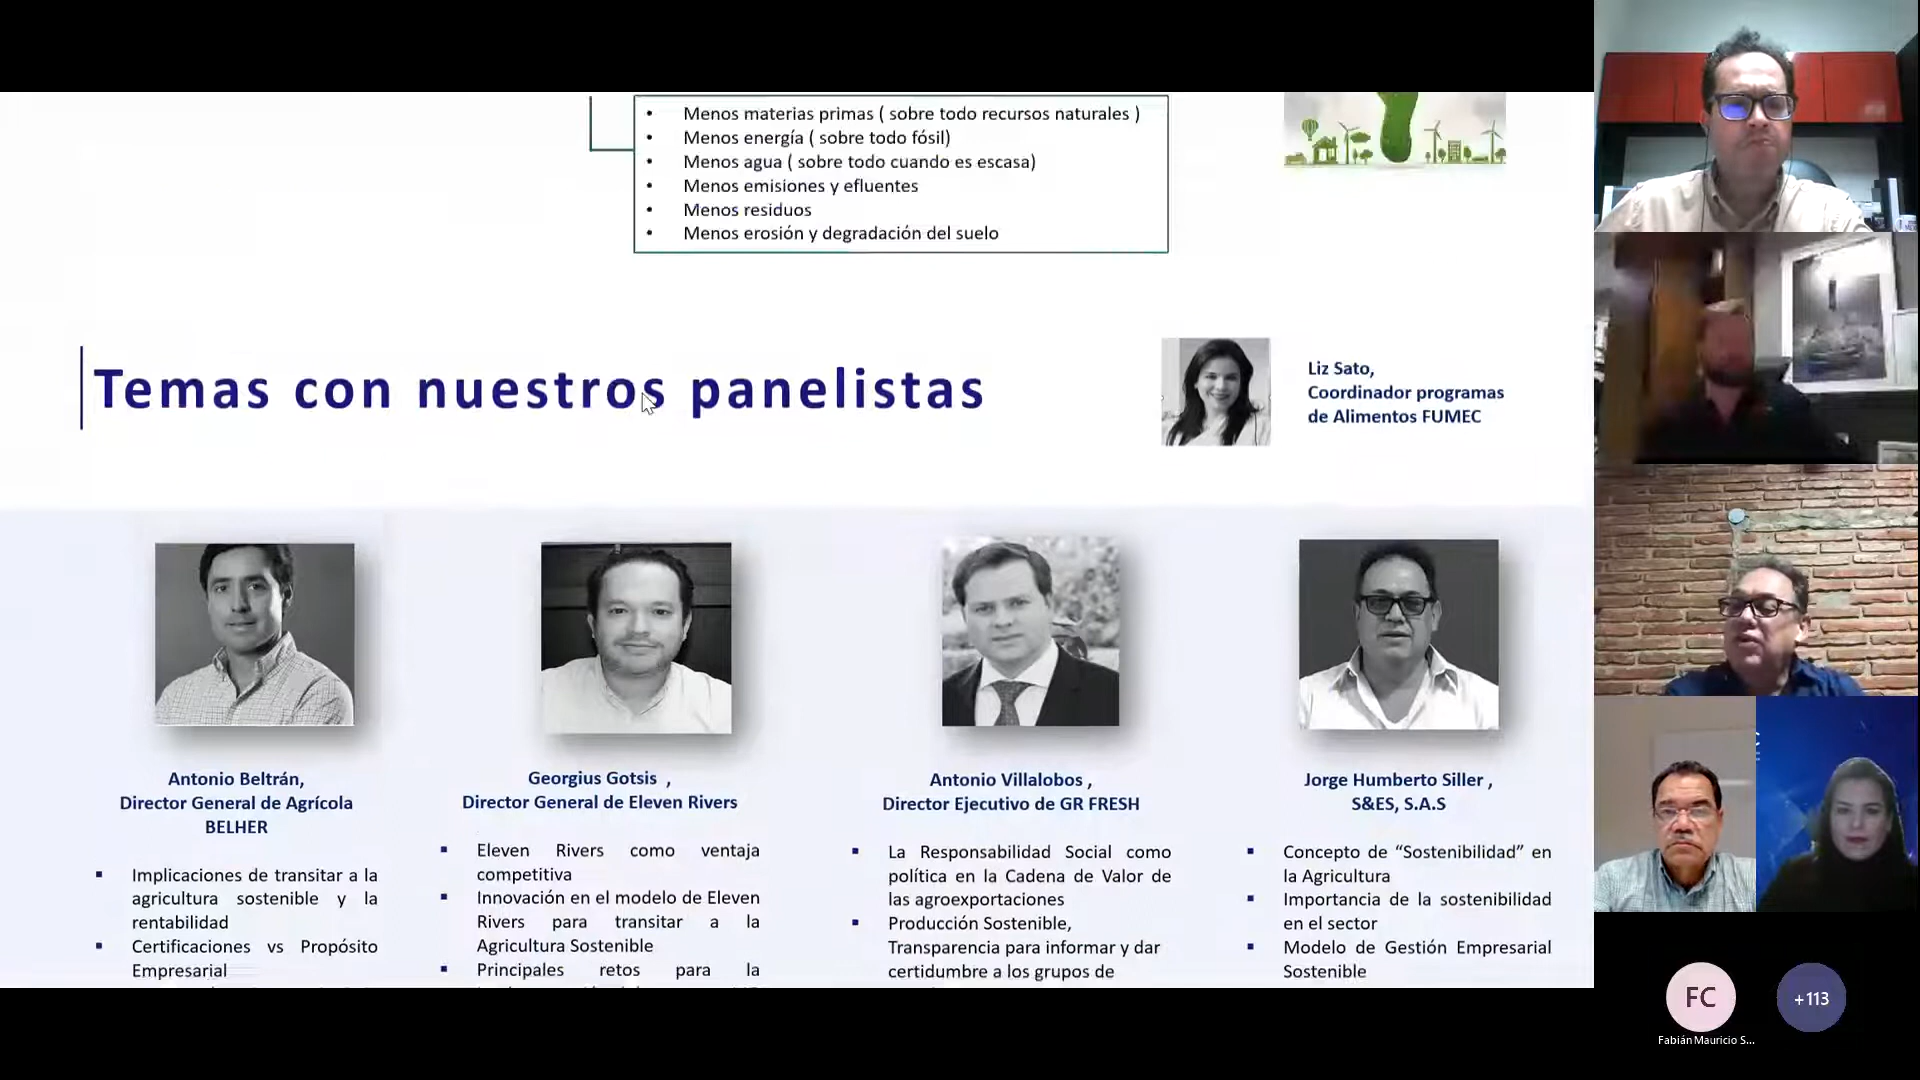 • Menos materias primas ( sobre todo recursos naturales )
• Menos energía ( sobre todo fósil)
• Menos agua ( sobre todo cuando es escasa)
• Menos emisiones y efluentes
• Menos residuos
• Menos erosión y degradación del suelo
Temas con nuestros panelistas
Liz Sato,
Coordinador programas
de Alimentos FUMEC
Antonio Beltrán,
Director General de Agrícola
BELHER
▪ Implicaciones de transitar a la
agricultura sostenible y la
rentabilidad
▪ Certificaciones vs Propósito
Empresarial
Georgius Gotsis ,
Director General de Eleven Rivers
▪ Eleven Rivers como ventaja
competitiva
▪ Innovación en el modelo de Eleven
Rivers para transitar a la
Agricultura Sostenible
▪ Principales retos para la
Antonio Villalobos ,
Director Ejecutivo de GR FRESH
▪ La Responsabilidad Social como
política en la Cadena de Valor de
las agroexportaciones
▪ Producción Sostenible,
Transparencia para informar y dar
certidumbre a los grupos de
Jorge Humberto Siller ,
S&ES, S.A.S
▪ Concepto de “Sostenibilidad” en
la Agricultura
▪ Importancia de la sostenibilidad
en el sector
▪ Modelo de Gestión Empresarial
Sostenible
FC
+113
Fabián Mauricio S...